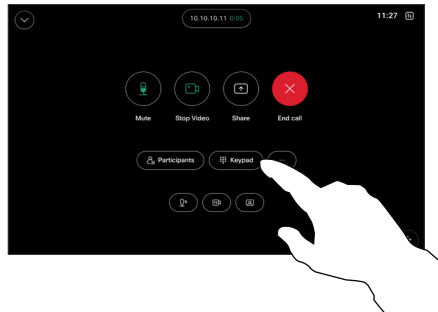 10.10.10.11 0:05
11:27
Mute
Stop Video
Share
End call
Participants
Keypad
...